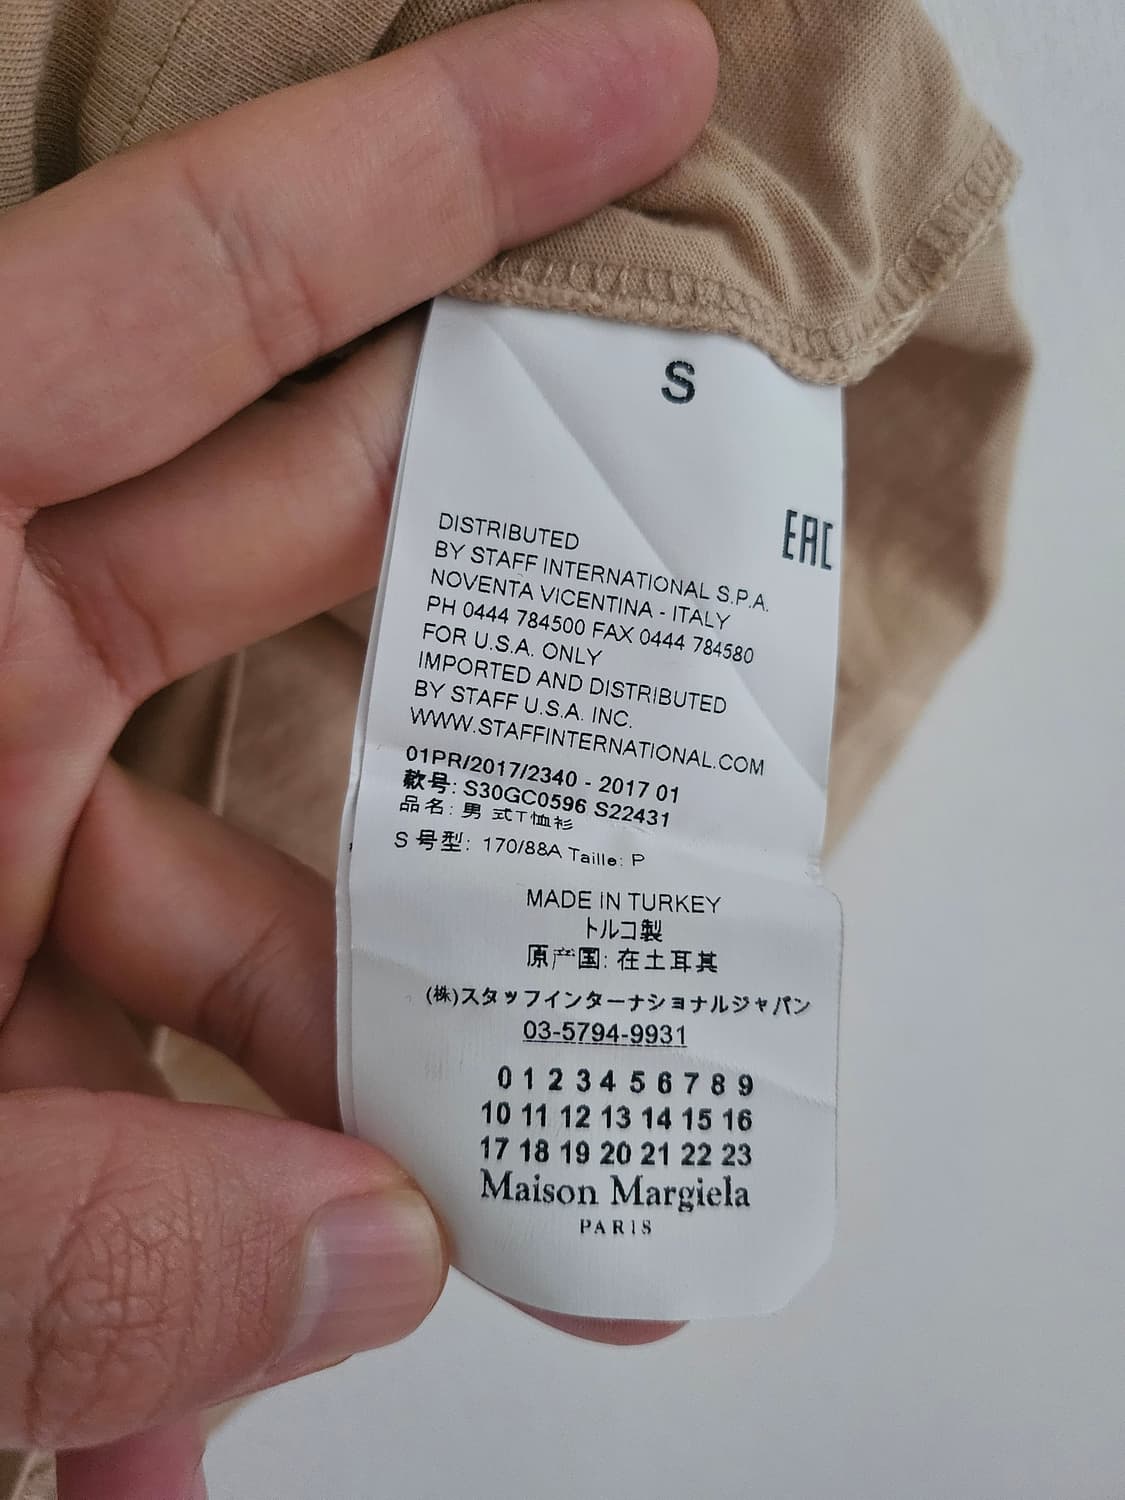 S
EAC
DISTRIBUTED
BY STAFF INTERNATIONAL S.P.A.
NOVENTA VICENTINA - ITALY
PH 0444 784500 FAX 0444 784580
FOR U.S.A. ONLY
IMPORTED AND DISTRIBUTED
BY STAFF U.S.A. INC.
WWW.STAFFINTERNATIONAL.COM
01PR/2017/2340 - 2017 01
款号: S30GC0596 S22431
品名: 男 式T恤衫
S 号型: 170/88A Taille: P
MADE IN TURKEY
トルコ製
原产国: 在土耳其
(株)スタッフインターナショナルジャパン
03-5794-9931
0 1 2 3 4 5 6 7 8 9
10 11 12 13 14 15 16
17 18 19 20 21 22 23
Maison Margiela
PARIS